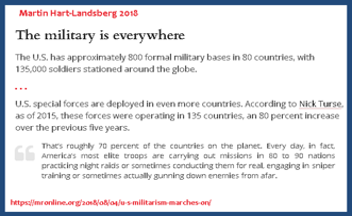 Martin Hart-Landsberg 2018
The military is everywhere
The U.S. has approximately 800 formal military bases in 80 countries, with
135,000 soldiers stationed around the globe.
...
U.S. special forces are deployed in even more countries. According to Nick Turse,
as of 2015, these forces were operating in 135 countries, an 80 percent increase
over the previous five years.
That's roughly 70 percent of the countries on the planet. Every day, in fact,
America's most elite troops are carrying out missions in 80 to 90 nations
practicing night raids or sometimes conducting them for real, engaging in sniper
training or sometimes actually gunning down enemies from afar.
https://mronline.org/2018/08/04/u-s-militarism-marches-on/